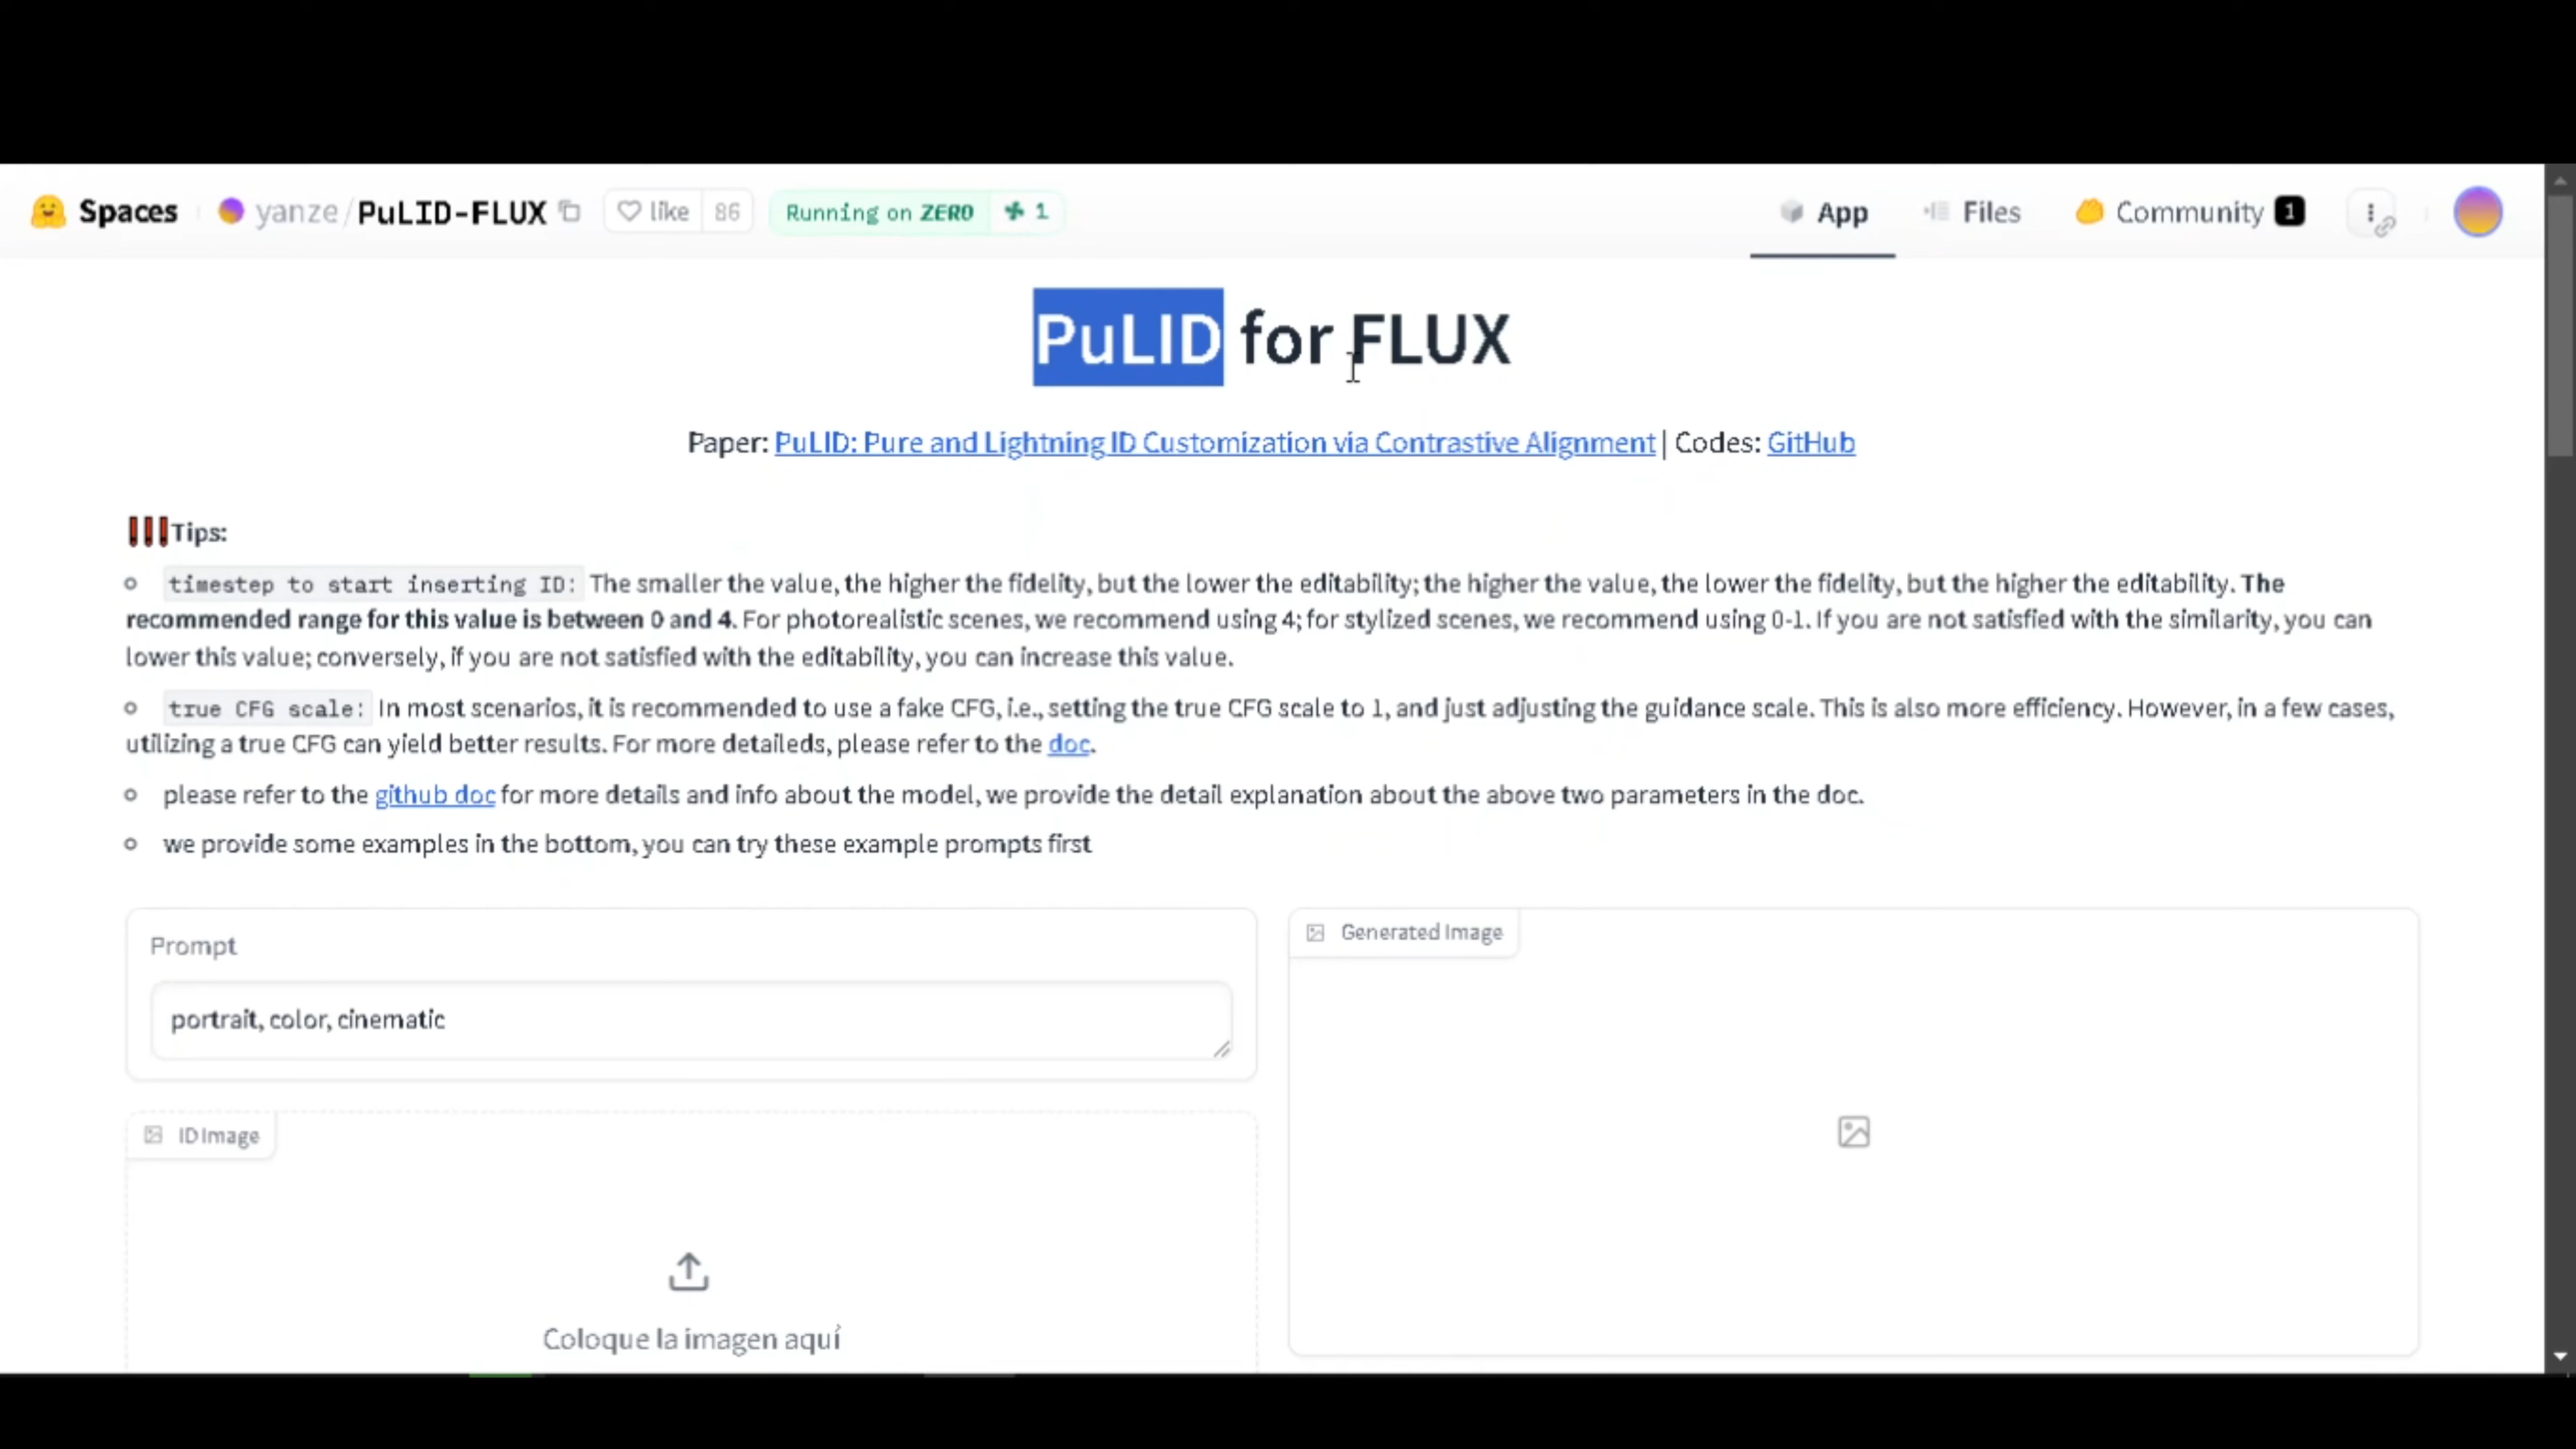 Spaces yanze/PuLID-FLUX like 86 Running on ZERO 1 App Files Community 1
PuLID for FLUX
Paper: PuLID: Pure and Lightning ID Customization via Contrastive Alignment | Codes: GitHub
❗❗❗Tips:
timestep to start inserting ID: The smaller the value, the higher the fidelity, but the lower the editability; the higher the value, the lower the fidelity, but the higher the editability. The
recommended range for this value is between 0 and 4. For photorealistic scenes, we recommend using 4; for stylized scenes, we recommend using 0-1. If you are not satisfied with the similarity, you can
lower this value; conversely, if you are not satisfied with the editability, you can increase this value.
true CFG scale: In most scenarios, it is recommended to use a fake CFG, i.e., setting the true CFG scale to 1, and just adjusting the guidance scale. This is also more efficiency. However, in a few cases,
utilizing a true CFG can yield better results. For more detaileds, please refer to the doc.
please refer to the github doc for more details and info about the model, we provide the detail explanation about the above two parameters in the doc.
we provide some examples in the bottom, you can try these example prompts first
Prompt
portrait, color, cinematic
Generated Image
ID Image
Coloque la imagen aquí